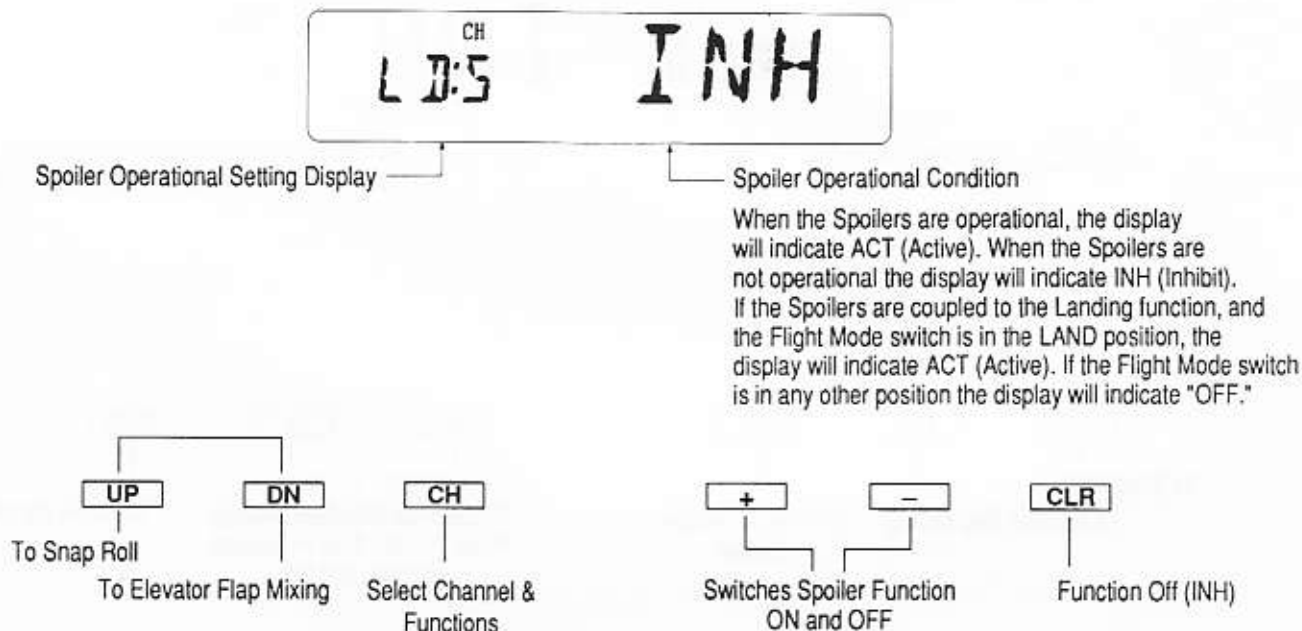 CH
L D:5 INH
Spoiler Operational Setting Display
Spoiler Operational Condition
When the Spoilers are operational, the display
will indicate ACT (Active). When the Spoilers are
not operational the display will indicate INH (Inhibit).
If the Spoilers are coupled to the Landing function, and
the Flight Mode switch is in the LAND position, the
display will indicate ACT (Active). If the Flight Mode switch
is in any other position the display will indicate "OFF."
UP DN CH + – CLR
To Snap Roll
To Elevator Flap Mixing
Select Channel &
Functions
Switches Spoiler Function
ON and OFF
Function Off (INH)